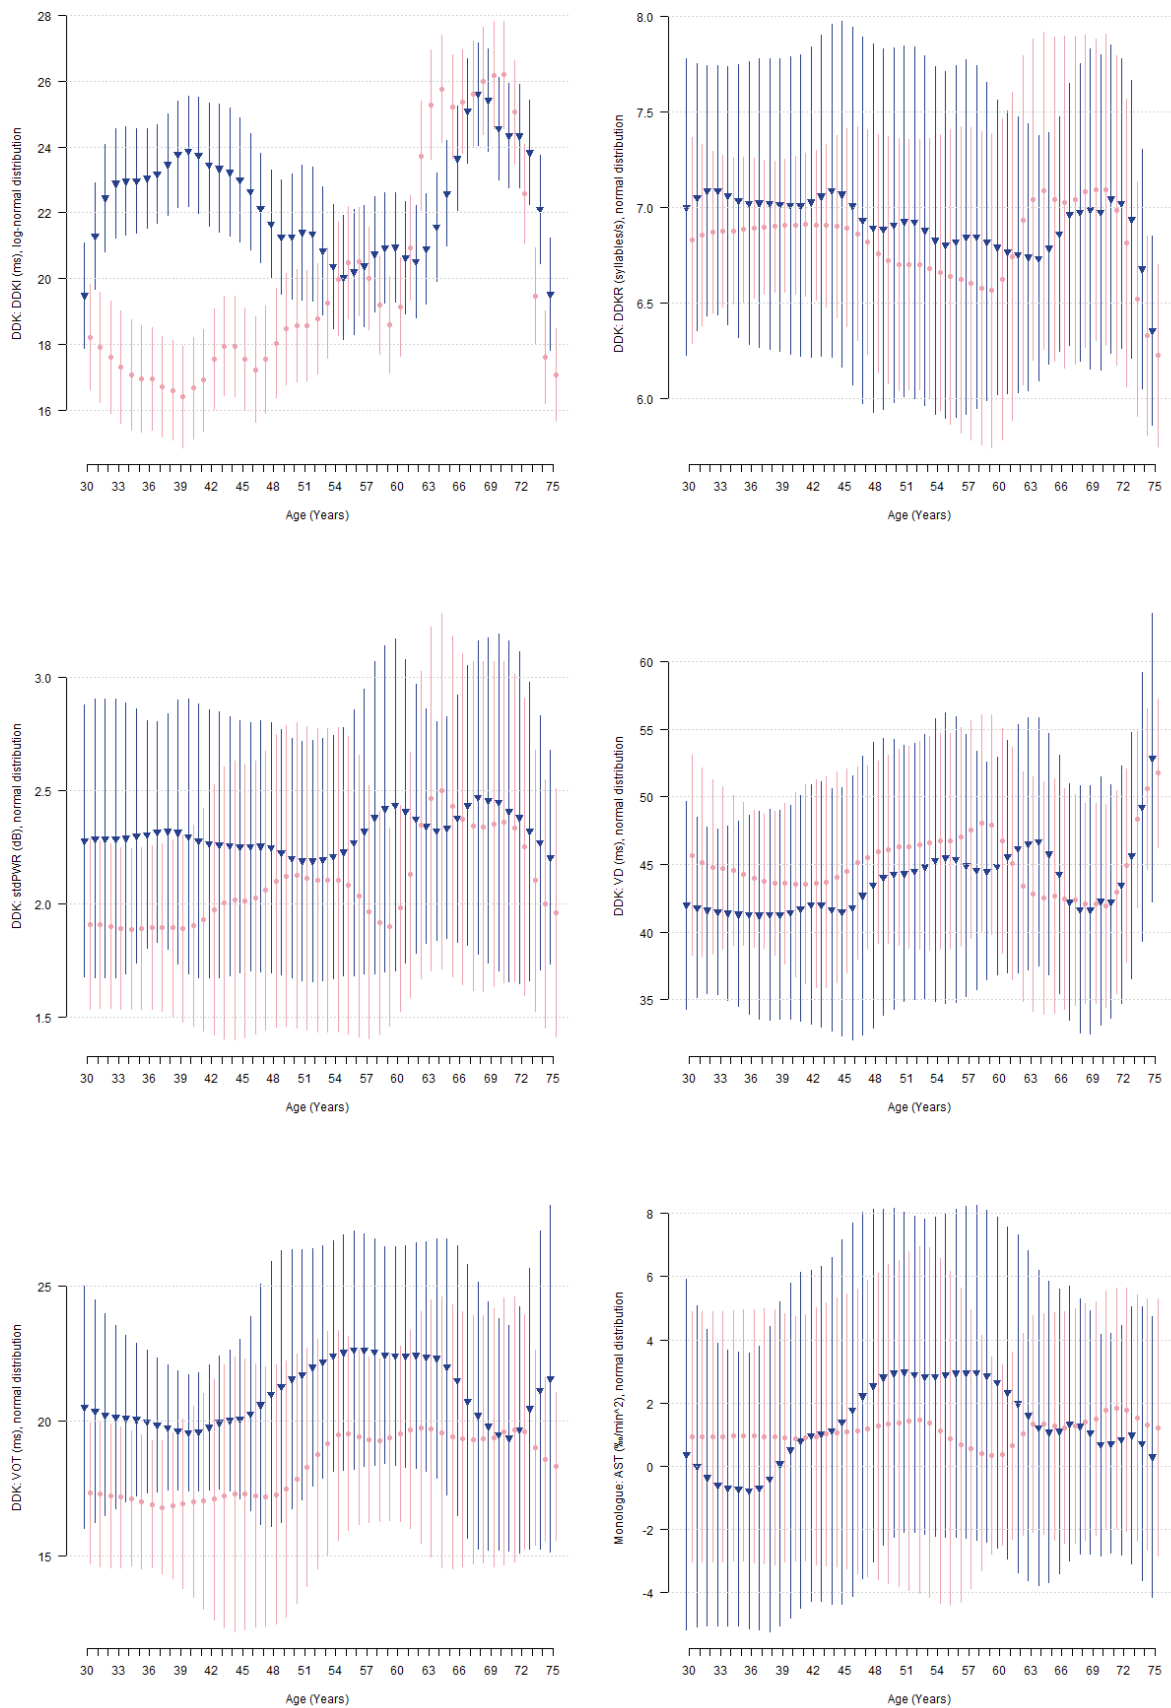 28
26
24
22
20
18
16
DDK: DDKI (ms), log-normal distribution
30 33 36 39 42 45 48 51 54 57 60 63 66 69 72 75
Age (Years)
8.0
7.5
7.0
6.5
6.0
DDK: DDKR (syllables/s), normal distribution
30 33 36 39 42 45 48 51 54 57 60 63 66 69 72 75
Age (Years)
3.0
2.5
2.0
1.5
DDK: stdPWR (dB), normal distribution
30 33 36 39 42 45 48 51 54 57 60 63 66 69 72 75
Age (Years)
60
55
50
45
40
35
DDK: VD (ms), normal distribution
30 33 36 39 42 45 48 51 54 57 60 63 66 69 72 75
Age (Years)
25
20
15
DDK: VOT (ms), normal distribution
30 33 36 39 42 45 48 51 54 57 60 63 66 69 72 75
Age (Years)
8
6
4
2
0
-2
-4
Monologue: AST (‰/min^2), normal distribution
30 33 36 39 42 45 48 51 54 57 60 63 66 69 72 75
Age (Years)